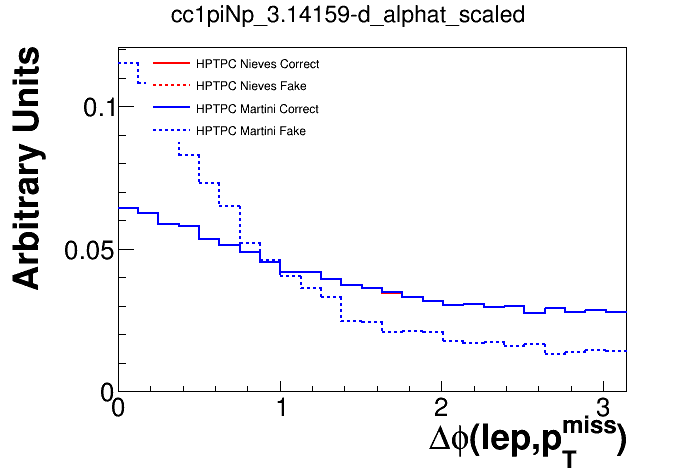 cc1piNp_3.14159-d_alphat_scaled
Arbitrary Units
HPTPC Nieves Correct
HPTPC Nieves Fake
HPTPC Martini Correct
HPTPC Martini Fake
0.1
0.05
0
0 1 2 3
Δϕ(lep,p_T^miss)